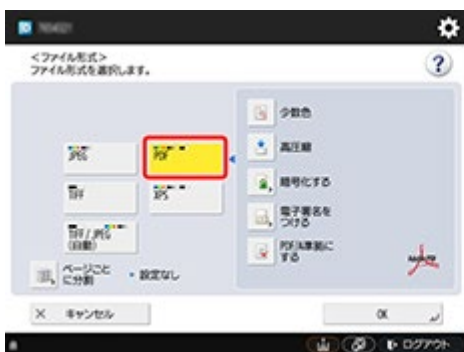 <ファイル形式>
ファイル形式を選択します。
?
JPEG
PDF
TIFF
XPS
TIFF/JPEG
(自動)
ページごと
に分割
設定なし
少数色
高圧縮
暗号化する
電子署名を
つける
PDF/A準拠に
する
× キャンセル
OK
ログアウト